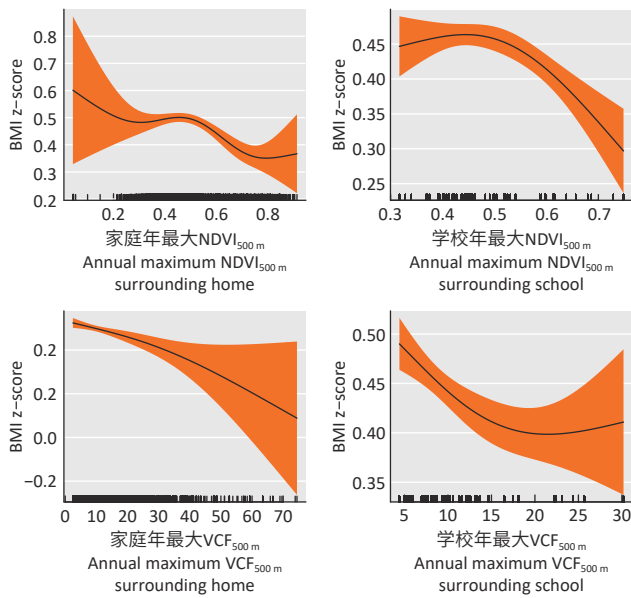 0.8
0.7
0.6
0.5
0.4
0.3
0.2
BMI z−score
0.2 0.4 0.6 0.8
家庭年最大NDVI500 m
Annual maximum NDVI500 m
surrounding home
0.45
0.40
0.35
0.30
0.25
BMI z−score
0.3 0.4 0.5 0.6 0.7
学校年最大NDVI500 m
Annual maximum NDVI500 m
surrounding school
0.2
0.2
0.0
−0.2
BMI z−score
0 10 20 30 40 50 60 70
家庭年最大VCF500 m
Annual maximum VCF500 m
surrounding home
0.50
0.45
0.40
0.35
BMI z−score
5 10 15 20 25 30
学校年最大VCF500 m
Annual maximum VCF500 m
surrounding school